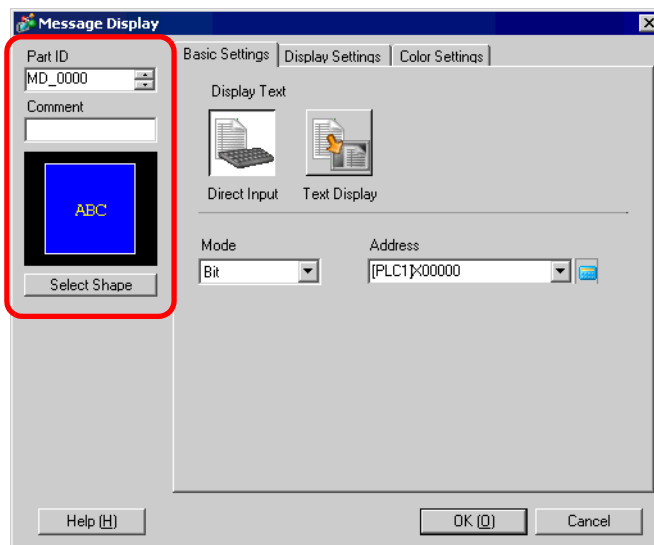 Message Display
Part ID
MD_0000
Comment
ABC
Select Shape
Basic Settings
Display Settings
Color Settings
Display Text
Direct Input
Text Display
Mode
Address
Bit
[PLC1]X00000
Help (H)
OK (O)
Cancel